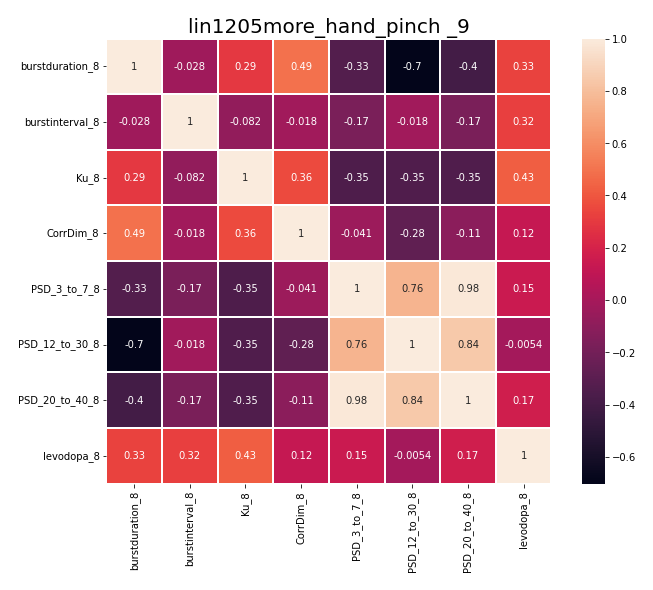 lin1205more_hand_pinch _9
burstduration_8 1 -0.028 0.29 0.49 -0.33 -0.7 -0.4 0.33
burstinterval_8 -0.028 1 -0.082 -0.018 -0.17 -0.018 -0.17 0.32
Ku_8 0.29 -0.082 1 0.36 -0.35 -0.35 -0.35 0.43
CorrDim_8 0.49 -0.018 0.36 1 -0.041 -0.28 -0.11 0.12
PSD_3_to_7_8 -0.33 -0.17 -0.35 -0.041 1 0.76 0.98 0.15
PSD_12_to_30_8 -0.7 -0.018 -0.35 -0.28 0.76 1 0.84 -0.0054
PSD_20_to_40_8 -0.4 -0.17 -0.35 -0.11 0.98 0.84 1 0.17
levodopa_8 0.33 0.32 0.43 0.12 0.15 -0.0054 0.17 1
burstduration_8
burstinterval_8
Ku_8
CorrDim_8
PSD_3_to_7_8
PSD_12_to_30_8
PSD_20_to_40_8
levodopa_8
1.0
0.8
0.6
0.4
0.2
0.0
−0.2
−0.4
−0.6